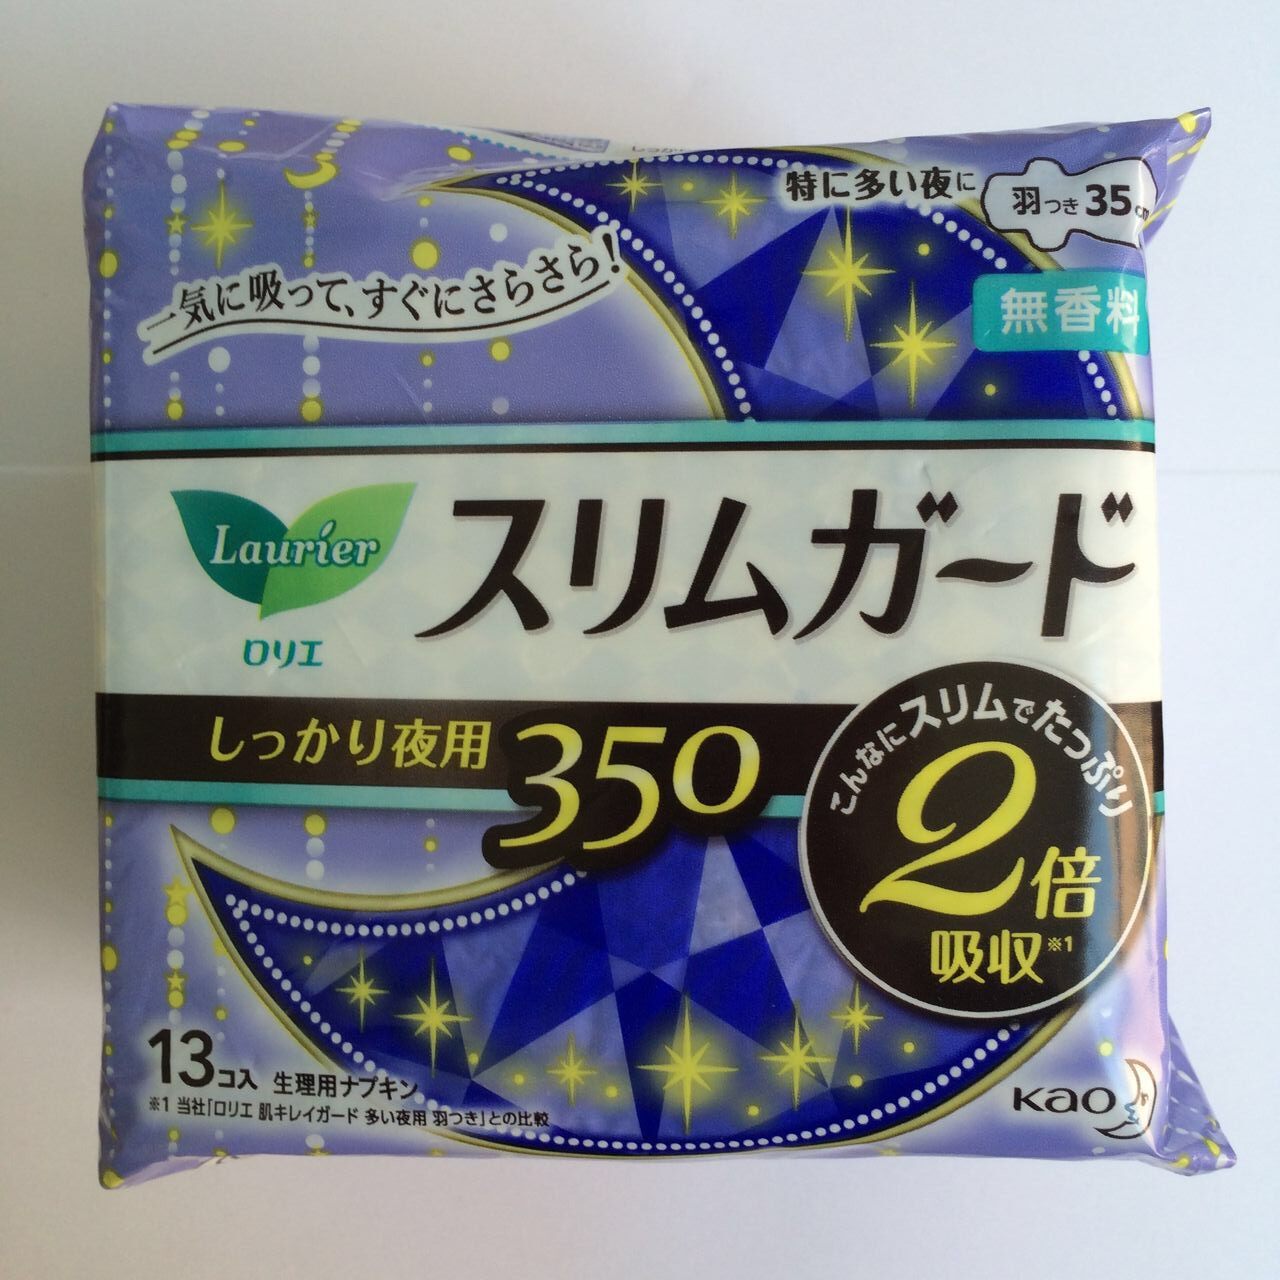 特に多い夜に
羽つき35cm
無香料
一気に吸って、すぐにさらさら!
Laurier
ロリエ
スリムガード
しっかり夜用
350
こんなにスリムでたっぷり
2倍
吸収※1
13コ入 生理用ナプキン
※1 当社「ロリエ 肌キレイガード 多い夜用 羽つき」との比較
Kao